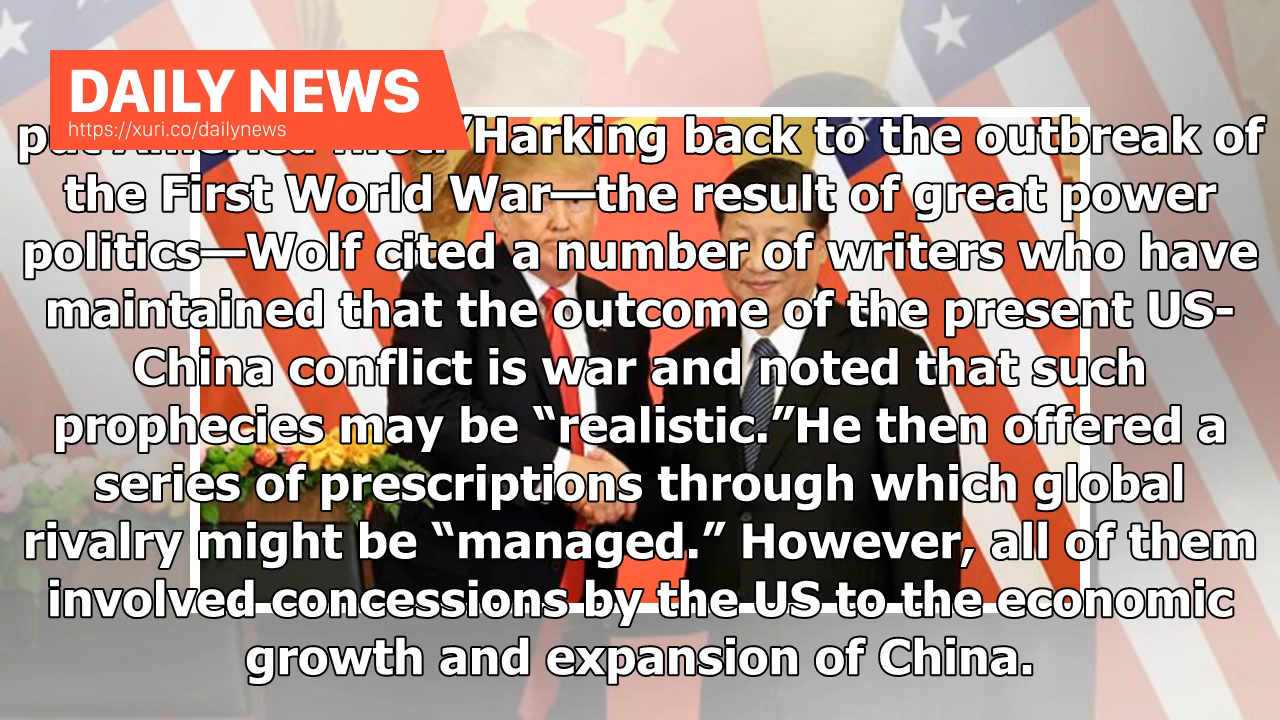 DAILY NEWS
https://xuri.co/dailynews
"Harking back to the outbreak of
the First World War—the result of great power
politics—Wolf cited a number of writers who have
maintained that the outcome of the present US-
China conflict is war and noted that such
prophecies may be “realistic.”He then offered a
series of prescriptions through which global
rivalry might be “managed.” However, all of them
involved concessions by the US to the economic
growth and expansion of China.